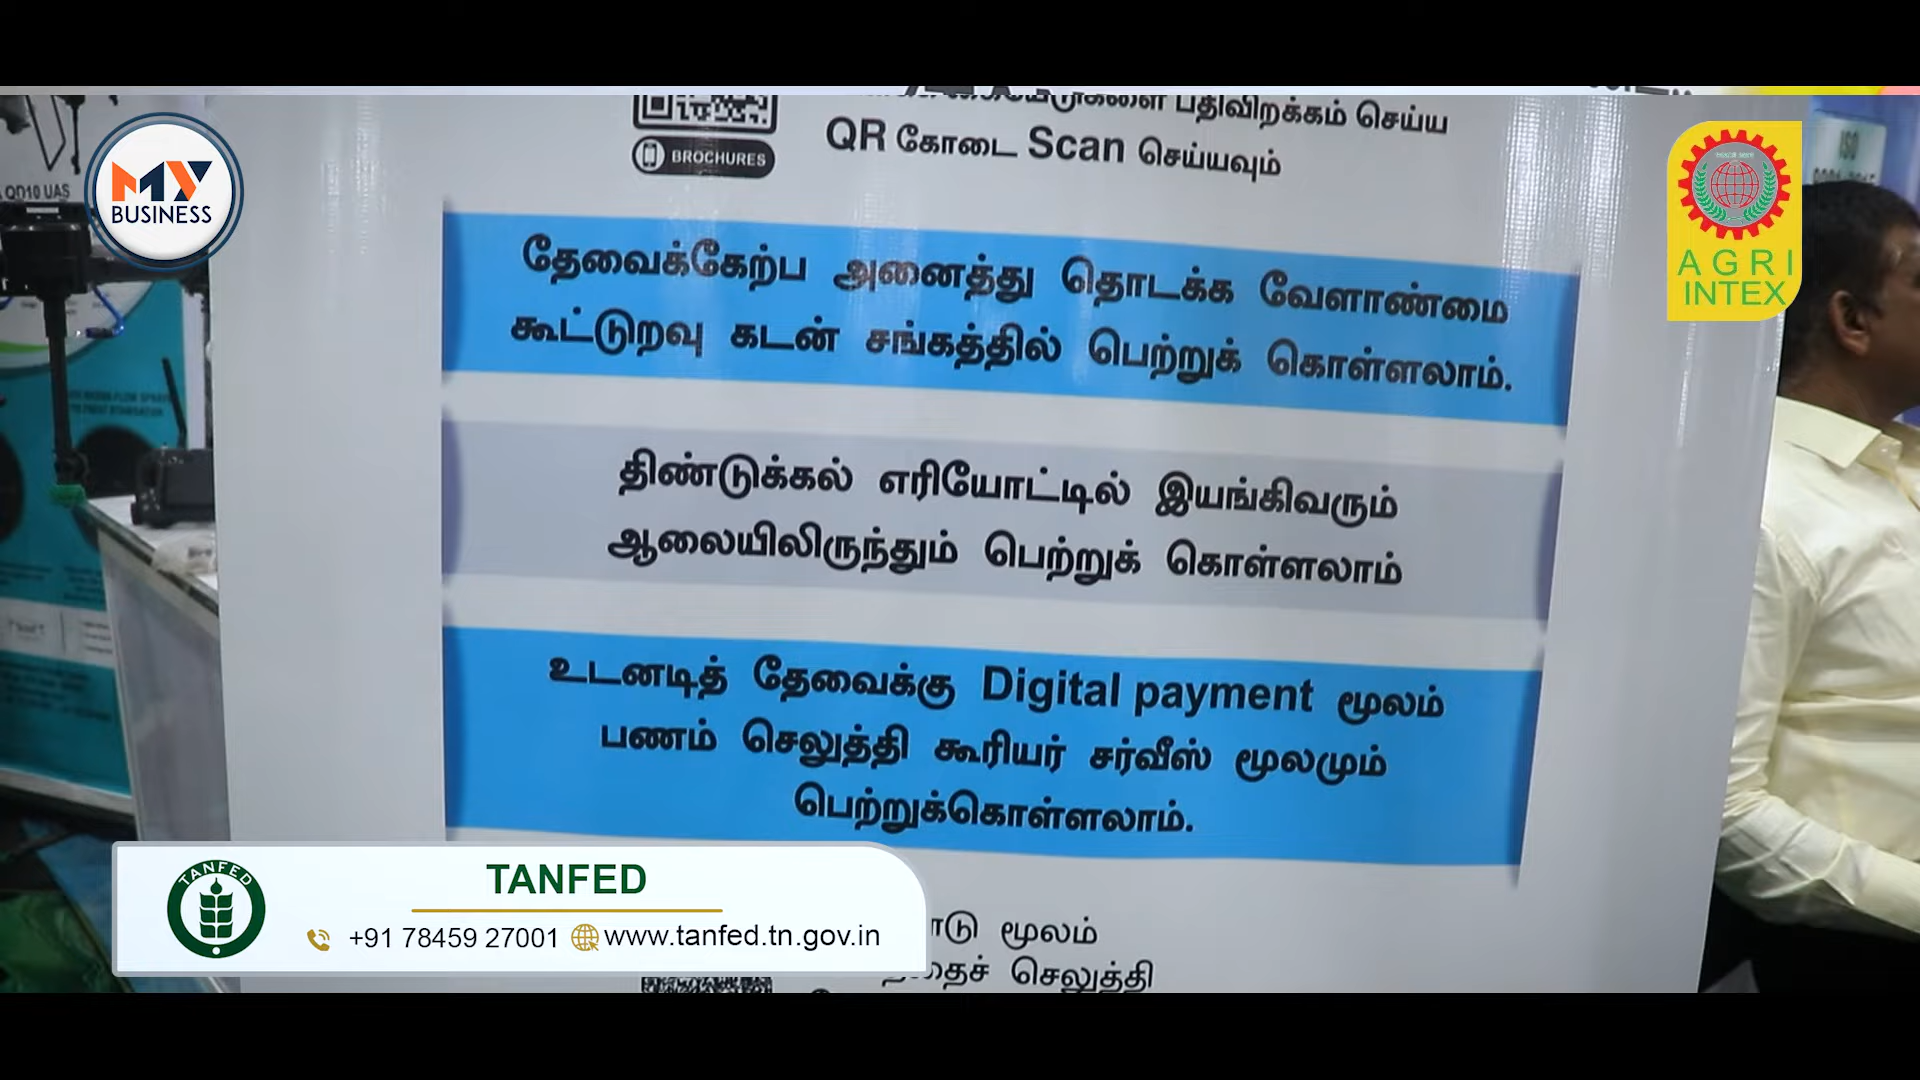 பதிவிறக்கம் செய்ய
QR கோடை Scan செய்யவும்
BROCHURES
QD10 UAS
MY
BUSINESS
AGRI
INTEX
ISO
தேவைக்கேற்ப அனைத்து தொடக்க வேளாண்மை
கூட்டுறவு கடன் சங்கத்தில் பெற்றுக் கொள்ளலாம்.
திண்டுக்கல் எரியோட்டில் இயங்கிவரும்
ஆலையிலிருந்தும் பெற்றுக் கொள்ளலாம்
உடனடித் தேவைக்கு Digital payment மூலம்
பணம் செலுத்தி கூரியர் சர்வீஸ் மூலமும்
பெற்றுக்கொள்ளலாம்.
TANFED
TANFED
+91 78459 27001 www.tanfed.tn.gov.in
மூலம்
செலுத்தி